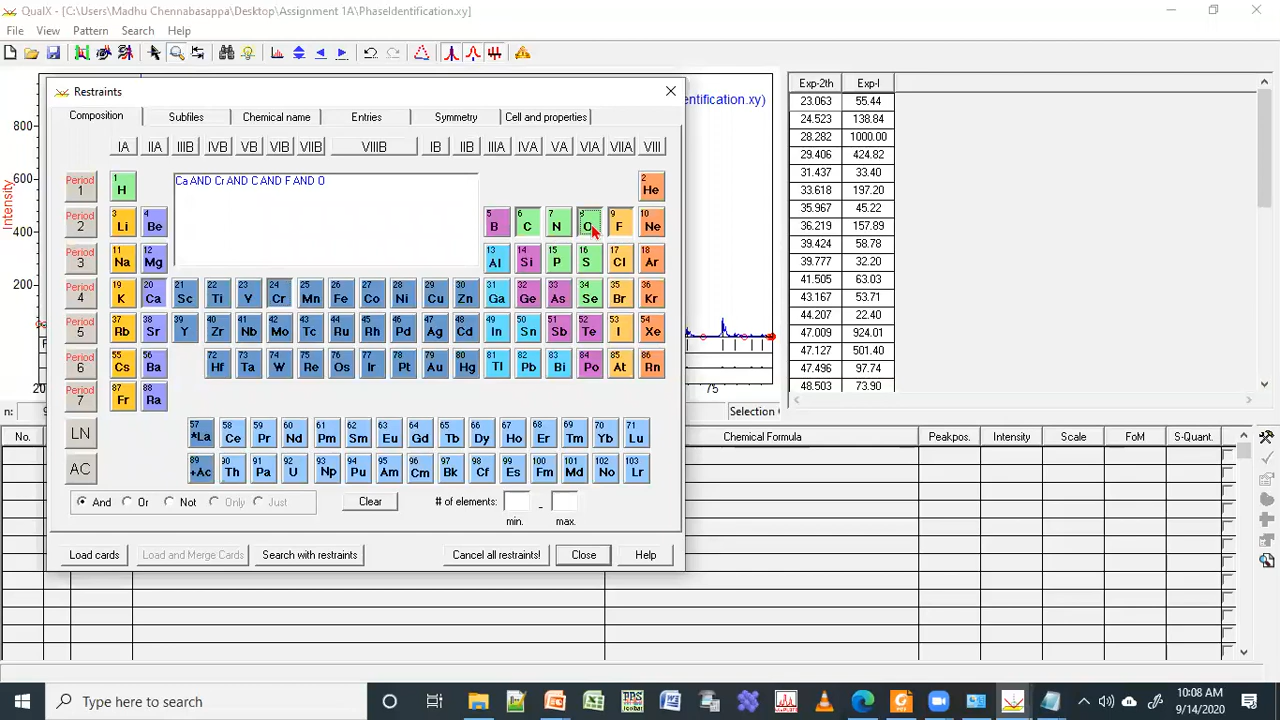 QualX - [C:\Users\Madhu Chennabasappa\Desktop\Assignment 1A\PhaseIdentification.xy]
File View Pattern Search Help
Restraints
Composition Subfiles Chemical name Entries Symmetry Cell and properties
IA IIA IIIB IVB VB VIB VIIB VIIIB IB IIB IIIA IVA VA VIA VIIA VIII
Ca AND Cr AND C AND F AND O
Period 1 1 H 2 He
Period 2 3 Li 4 Be 5 B 6 C 7 N 8 O 9 F 10 Ne
Period 3 11 Na 12 Mg 13 Al 14 Si 15 P 16 S 17 Cl 18 Ar
Period 4 19 K 20 Ca 21 Sc 22 Ti 23 V 24 Cr 25 Mn 26 Fe 27 Co 28 Ni 29 Cu 30 Zn 31 Ga 32 Ge 33 As 34 Se 35 Br 36 Kr
Period 5 37 Rb 38 Sr 39 Y 40 Zr 41 Nb 42 Mo 43 Tc 44 Ru 45 Rh 46 Pd 47 Ag 48 Cd 49 In 50 Sn 51 Sb 52 Te 53 I 54 Xe
Period 6 55 Cs 56 Ba 72 Hf 73 Ta 74 W 75 Re 76 Os 77 Ir 78 Pt 79 Au 80 Hg 81 Tl 82 Pb 83 Bi 84 Po 85 At 86 Rn
Period 7 87 Fr 88 Ra
LN 57 *La 58 Ce 59 Pr 60 Nd 61 Pm 62 Sm 63 Eu 64 Gd 65 Tb 66 Dy 67 Ho 68 Er 69 Tm 70 Yb 71 Lu
AC 89 +Ac 90 Th 91 Pa 92 U 93 Np 94 Pu 95 Am 96 Cm 97 Bk 98 Cf 99 Es 100 Fm 101 Md 102 No 103 Lr
And Or Not Only Just Clear # of elements: -
min. max.
Load cards Load and Merge Cards Search with restraints Cancel all restraints! Close Help
Intensity
800
600
400
200
20
75
entification.xy)
n:
Selection
Exp-2th Exp-I
23.063 55.44
24.523 138.84
28.282 1000.00
29.406 424.82
31.437 33.40
33.618 197.20
35.967 45.22
36.219 157.89
39.424 58.78
39.777 32.20
41.505 63.03
43.167 53.71
44.207 22.40
47.009 924.01
47.127 501.40
47.496 97.74
48.503 73.90
No. Chemical Formula Peakpos. Intensity Scale FoM S-Quant.
Type here to search
10:08 AM
9/14/2020